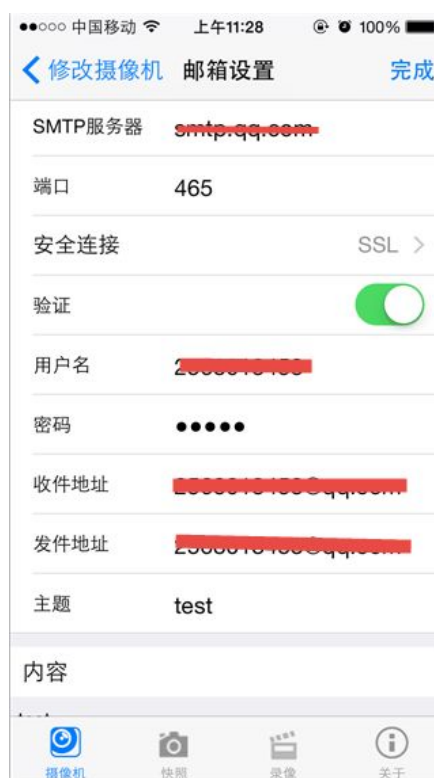 中国移动 上午11:28 100%
修改摄像机 邮箱设置 完成
SMTP服务器 smtp.qq.com
端口 465
安全连接 SSL
验证
用户名
密码 •••••
收件地址
发件地址
主题 test
内容
摄像机 快照 录像 关于